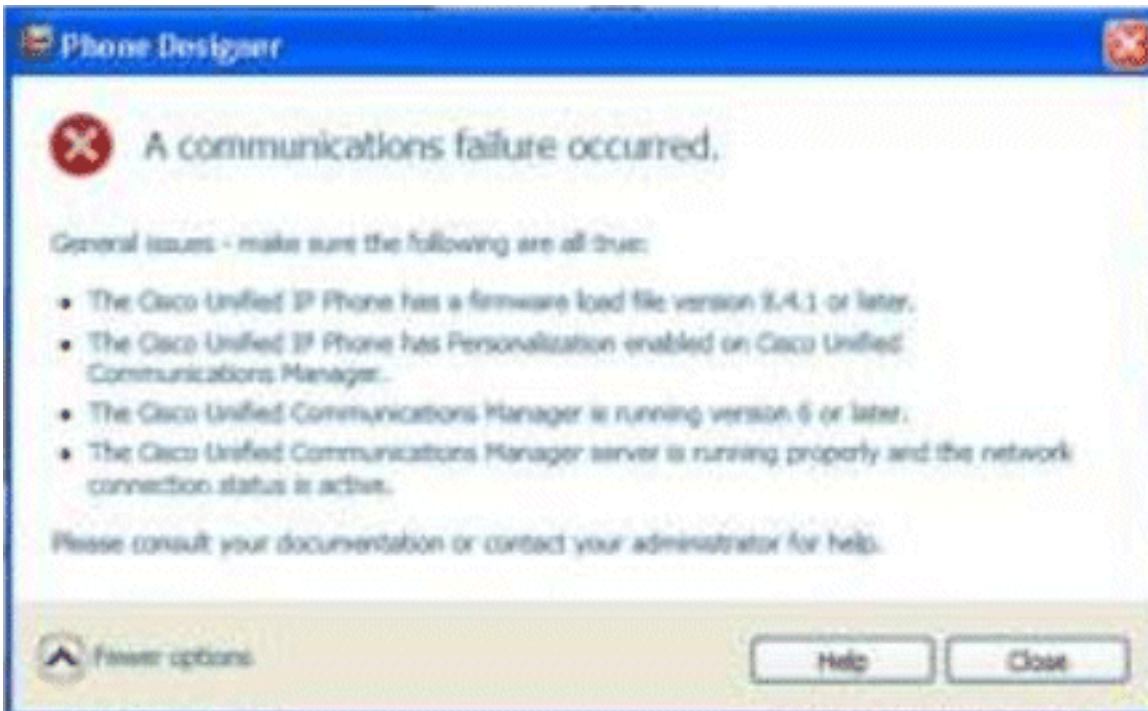 Phone Designer
A communications failure occurred.
General issues - make sure the following are all true:
• The Cisco Unified IP Phone has a firmware load file version 8.4.1 or later.
• The Cisco Unified IP Phone has Personalization enabled on Cisco Unified
Communications Manager.
• The Cisco Unified Communications Manager is running version 6 or later.
• The Cisco Unified Communications Manager server is running properly and the network
connection status is active.
Please consult your documentation or contact your administrator for help.
Fewer options
Help
Close